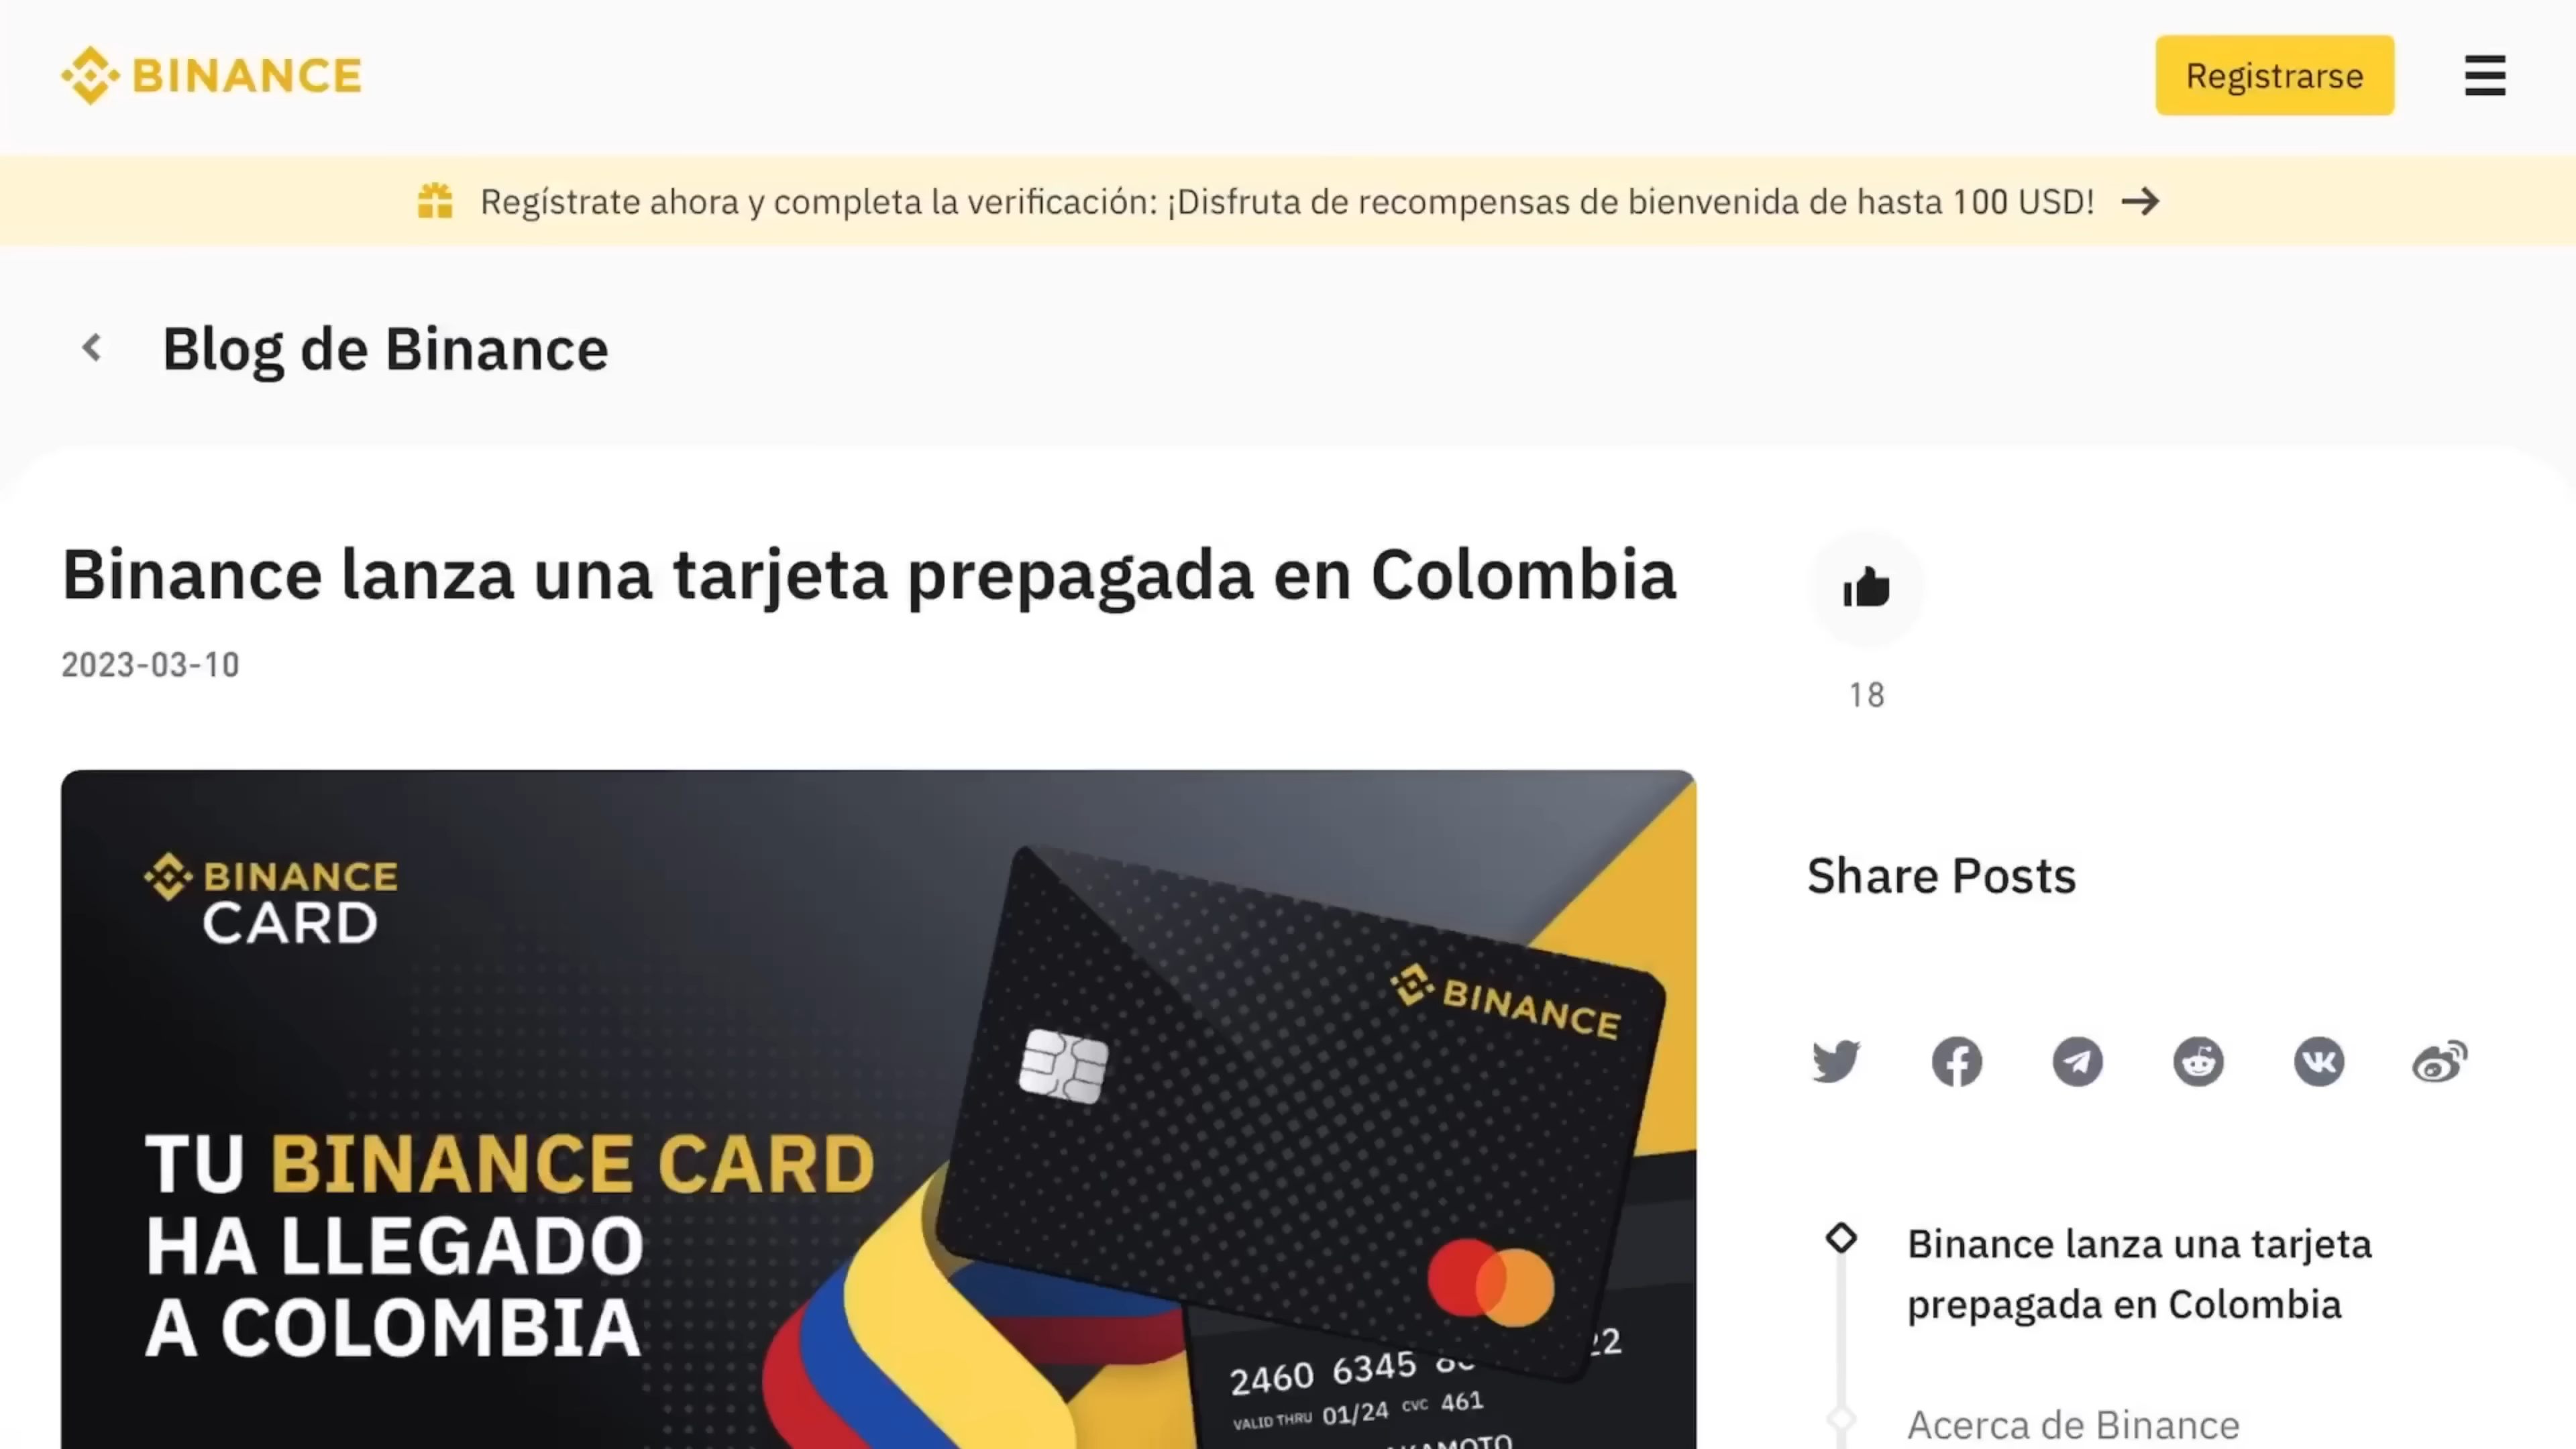 BINANCE
Registrarse
Regístrate ahora y completa la verificación: ¡Disfruta de recompensas de bienvenida de hasta 100 USD!
Blog de Binance
Binance lanza una tarjeta prepagada en Colombia
2023-03-10
18
BINANCE
CARD
TU BINANCE CARD
HA LLEGADO
A COLOMBIA
BINANCE
2460 6345
22
VALID THRU 01/24 CVC 461
Share Posts
Binance lanza una tarjeta
prepagada en Colombia
Acerca de Binance